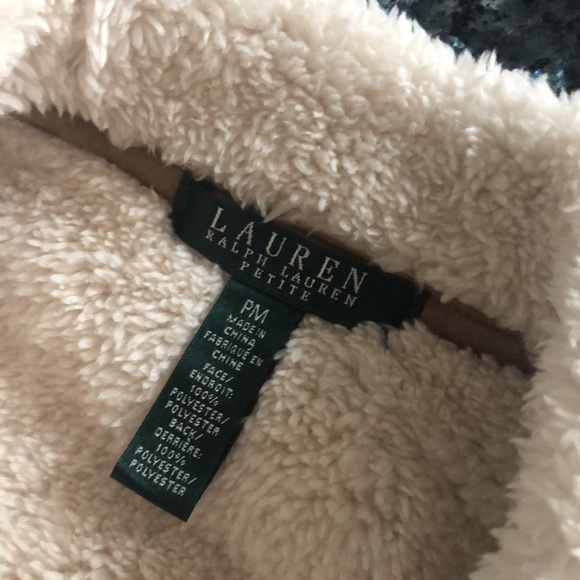 LAUREN
RALPH LAUREN
PETITE
PM
MADE IN
CHINA
FABRIQUÉ EN
CHINE
FACE/
ENDROIT:
100%
POLYESTER/
POLYESTER
BACK/
DERRIÈRE:
100%
POLYESTER/
POLYESTER